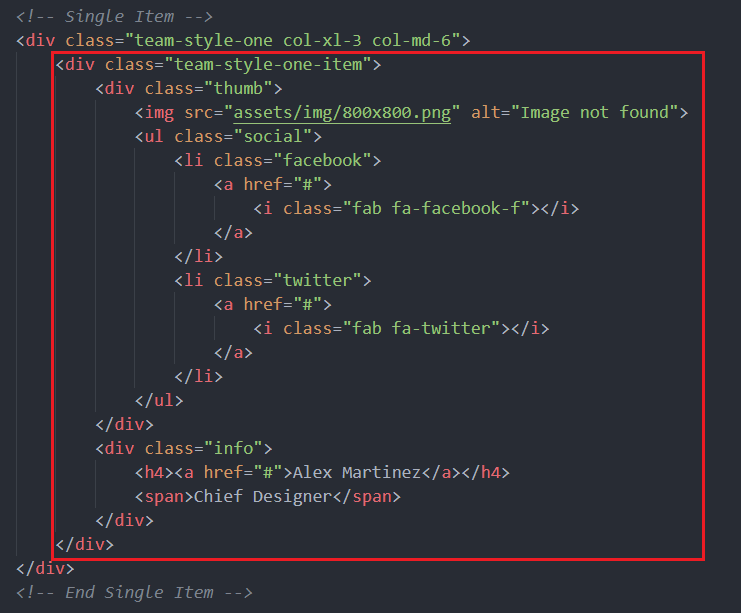 <!-- Single Item -->
<div class="team-style-one col-xl-3 col-md-6">
<div class="team-style-one-item">
<div class="thumb">
<img src="assets/img/800x800.png" alt="Image not found">
<ul class="social">
<li class="facebook">
<a href="#">
<i class="fab fa-facebook-f"></i>
</a>
</li>
<li class="twitter">
<a href="#">
<i class="fab fa-twitter"></i>
</a>
</li>
</ul>
</div>
<div class="info">
<h4><a href="#">Alex Martinez</a></h4>
<span>Chief Designer</span>
</div>
</div>
</div>
<!-- End Single Item -->